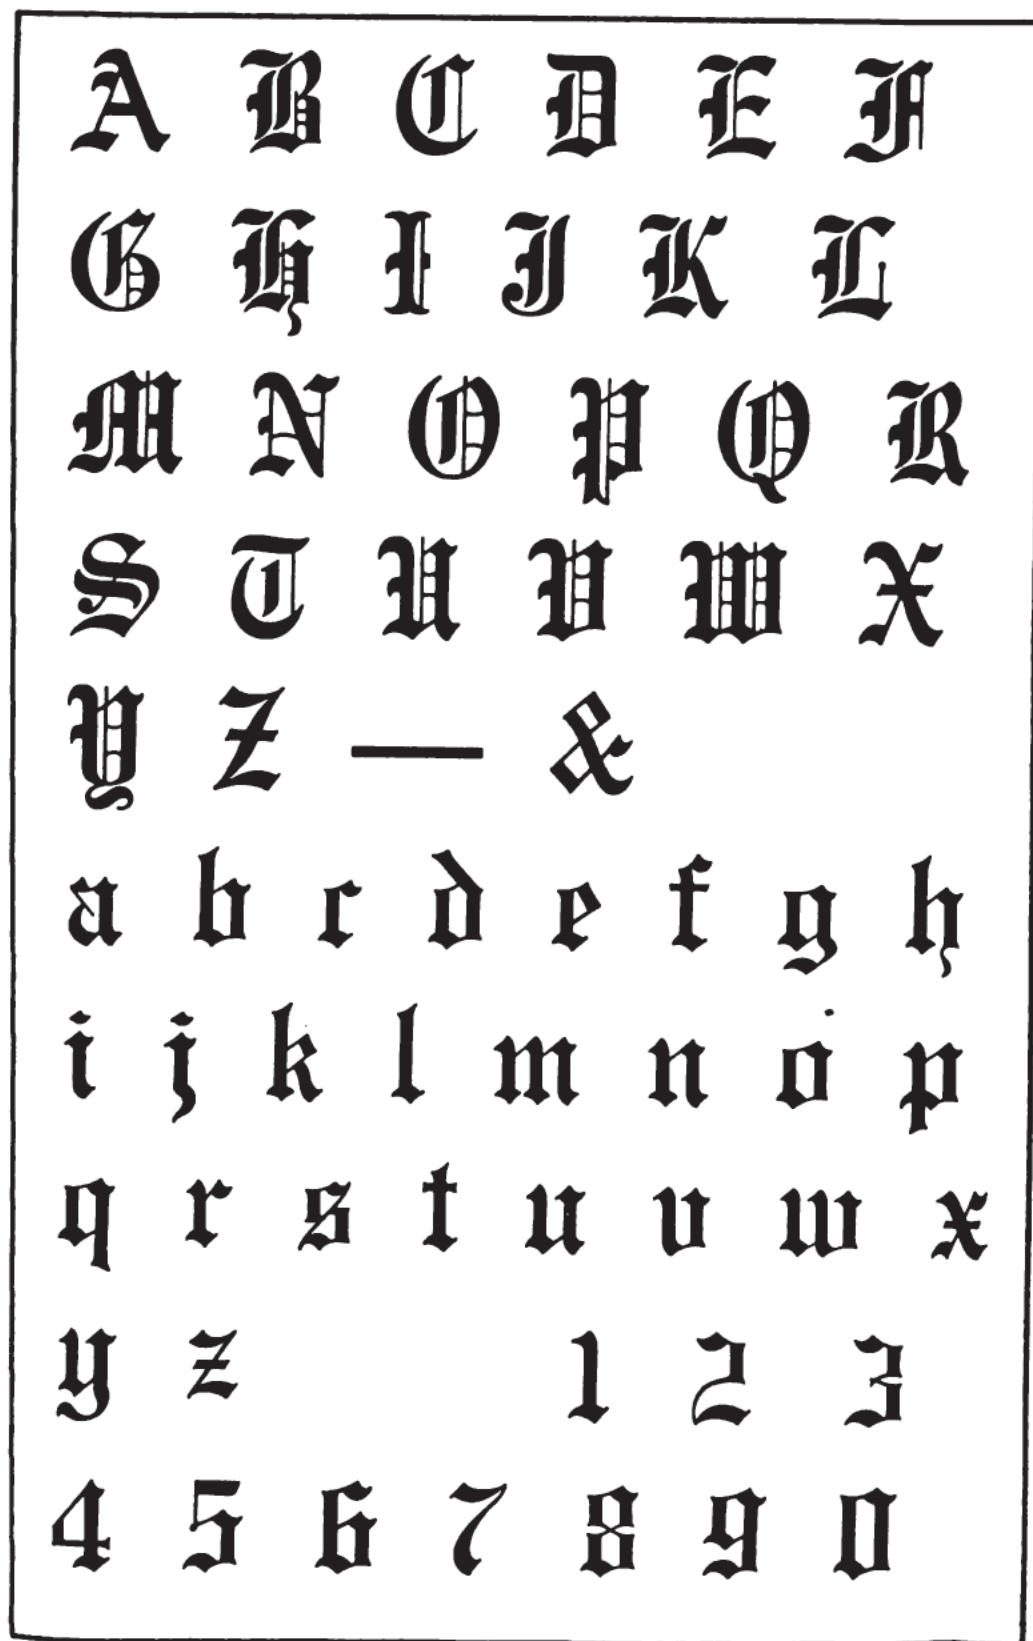 A B C D E F
G H I J K L
M N O P Q R
S T U V W X
Y Z — &
a b c d e f g h
i j k l m n o p
q r s t u v w x
y z 1 2 3
4 5 6 7 8 9 0